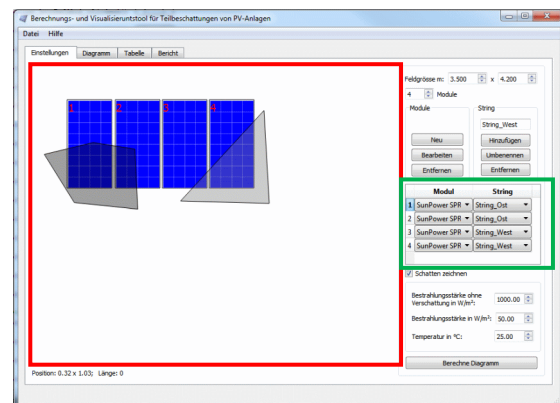 Berechnungs- und Visualisieruntstool für Teilbeschattungen von PV-Anlagen
Datei Hilfe
Einstellungen Diagramm Tabelle Bericht
Feldgrösse m: 3.500 x 4.200
4 Module
Module String
String_West
Neu Hinzufügen
Bearbeiten Umbenennen
Entfernen Entfernen
1 2 3 4
Modul String
1 SunPower SPR String_Ost
2 SunPower SPR String_Ost
3 SunPower SPR String_West
4 SunPower SPR String_West
Schatten zeichnen
Bestrahlungsstärke ohne
Verschattung in W/m²: 1000.00
Bestrahlungsstärke in W/m²: 50.00
Temperatur in °C: 25.00
Berechne Diagramm
Position: 0.32 x 1.03; Länge: 0